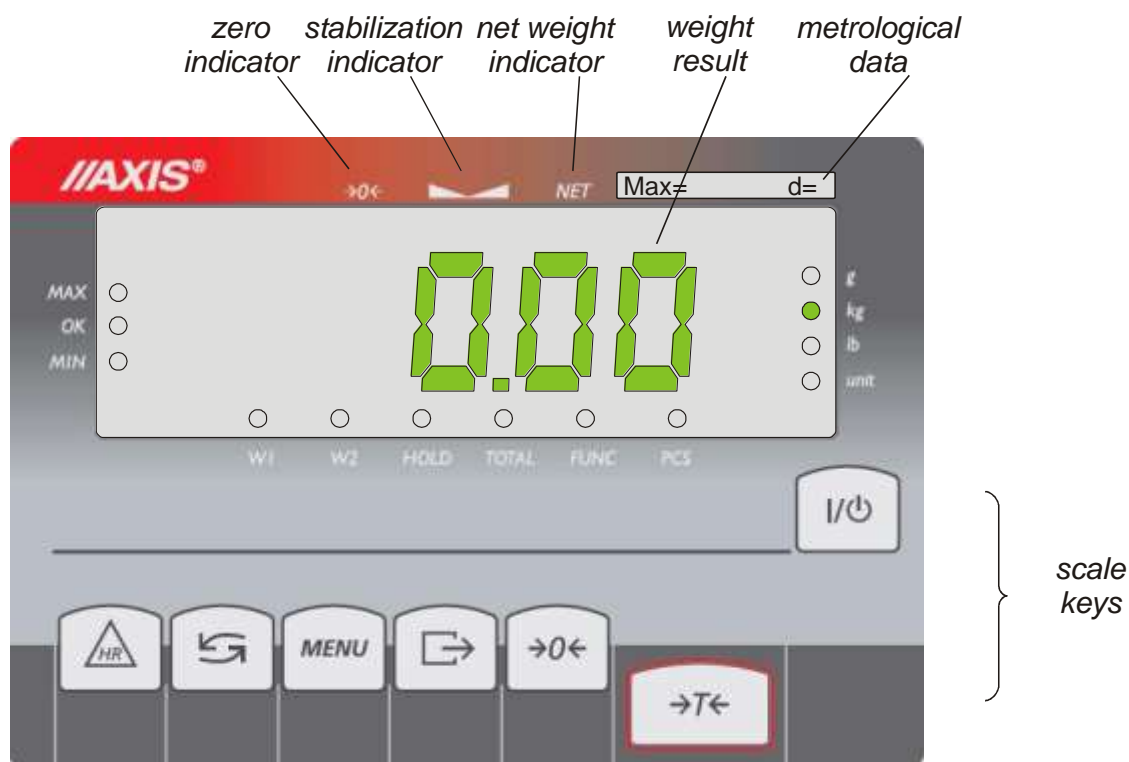 zero
indicator
stabilization
indicator
net weight
indicator
weight
result
metrological
data
//AXIS®
→0←
NET
Max= d=
0.00
MAX
OK
MIN
g
kg
lb
unit
W1 W2 HOLD TOTAL FUNC PCS
I/⏻
scale
keys
HR
MENU
→0←
→T←